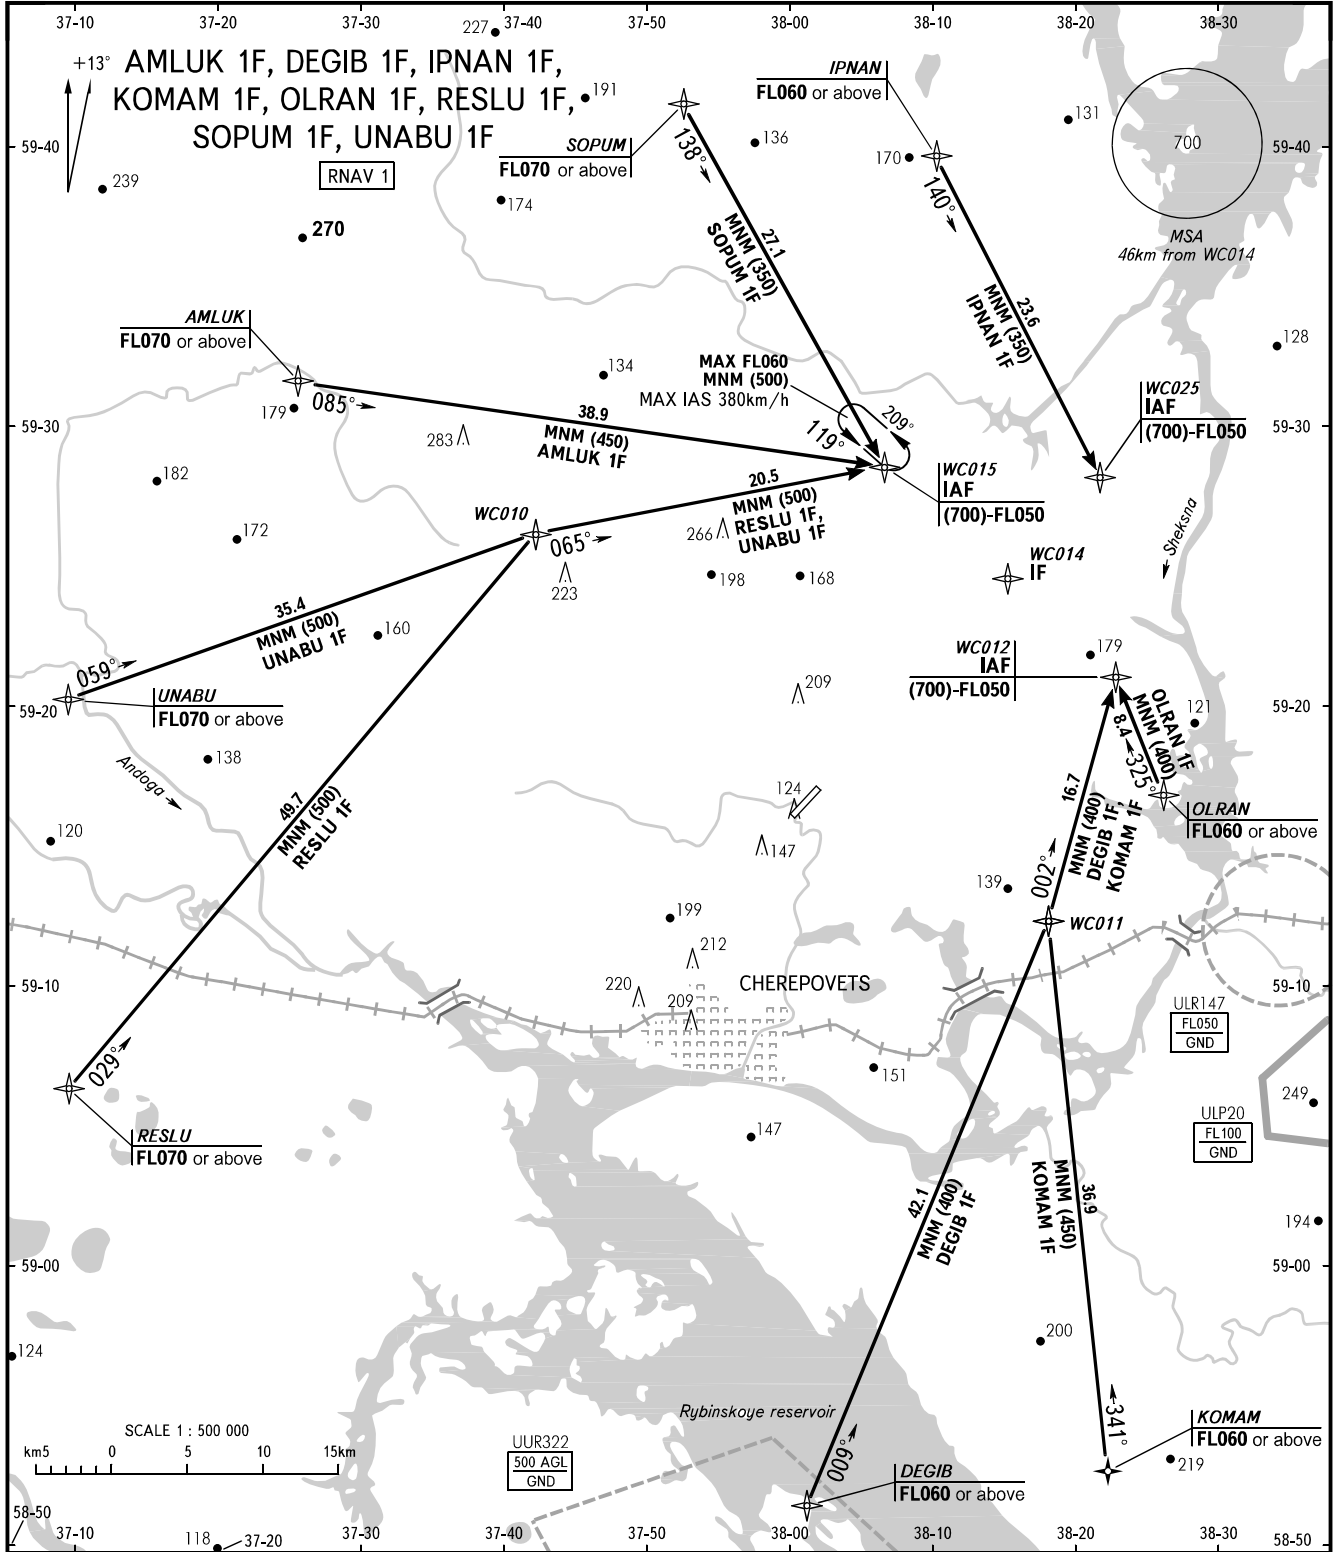 37-10 37-20 37-30 37-40 37-50 38-00 38-10 38-20 38-30
227
+13°
AMLUK 1F, DEGIB 1F, IPNAN 1F,
KOMAM 1F, OLRAN 1F, RESLU 1F,
SOPUM 1F, UNABU 1F
RNAV 1
IPNAN
FL060 or above
191
131
136
59-40
59-40
SOPUM
FL070 or above
138°
170
140°
700
MSA
46km from WC014
239
174
270
27.1
MNM (350)
SOPUM 1F
23.6
MNM (350)
IPNAN 1F
AMLUK
FL070 or above
128
134
MAX FL060
MNM (500)
MAX IAS 380km/h
WC025
IAF
(700)-FL050
179
085°
38.9
MNM (450)
AMLUK 1F
283
119°
209°
59-30
59-30
182
WC015
IAF
(700)-FL050
20.5
MNM (500)
RESLU 1F,
UNABU 1F
WC010
065°
266
172
223
198
168
WC014
IF
Sheksna
35.4
MNM (500)
UNABU 1F
160
059°
UNABU
FL070 or above
WC012
IAF
(700)-FL050
179
209
59-20
59-20
OLRAN 1F
MNM (400)
8.4
325°
121
138
Andoga
124
147
16.7
MNM (400)
DEGIB 1F,
KOMAM 1F
OLRAN
FL060 or above
49.7
MNM (500)
RESLU 1F
120
139
002°
WC011
199
212
220
209
CHEREPOVETS
59-10
59-10
ULR147
FL050
GND
029°
151
249
ULP20
FL100
GND
RESLU
FL070 or above
147
42.1
MNM (400)
DEGIB 1F
36.9
MNM (450)
KOMAM 1F
194
59-00
59-00
200
124
Rybinskoye reservoir
341°
KOMAM
FL060 or above
219
SCALE 1 : 500 000
km5 0 5 10 15km
UUR322
500 AGL
GND
009°
DEGIB
FL060 or above
58-50
58-50
37-10 118 37-20 37-30 37-40 37-50 38-00 38-10 38-20 38-30